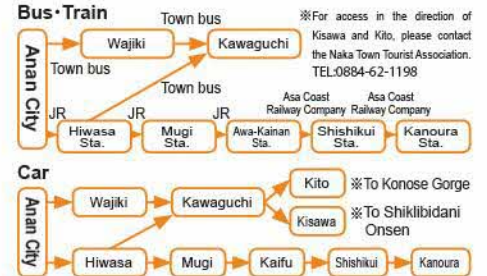 Bus・Train
Town bus
※For access in the direction of
Kisawa and Kito, please contact
the Naka Town Tourist Association.
TEL:0884-62-1198
Anan City
Wajiki
Kawaguchi
Town bus
Town bus
Asa Coast
Railway Company
Asa Coast
Railway Company
JR
JR
JR
Hiwasa
Sta.
Mugi
Sta.
Awa-Kainan
Sta.
Shishikui
Sta.
Kanoura
Sta.
Car
Anan City
Wajiki
Kawaguchi
Kito
※To Konose Gorge
Kisawa
※To Shiklibidani
Onsen
Hiwasa
Mugi
Kaifu
Shishikui
Kanoura